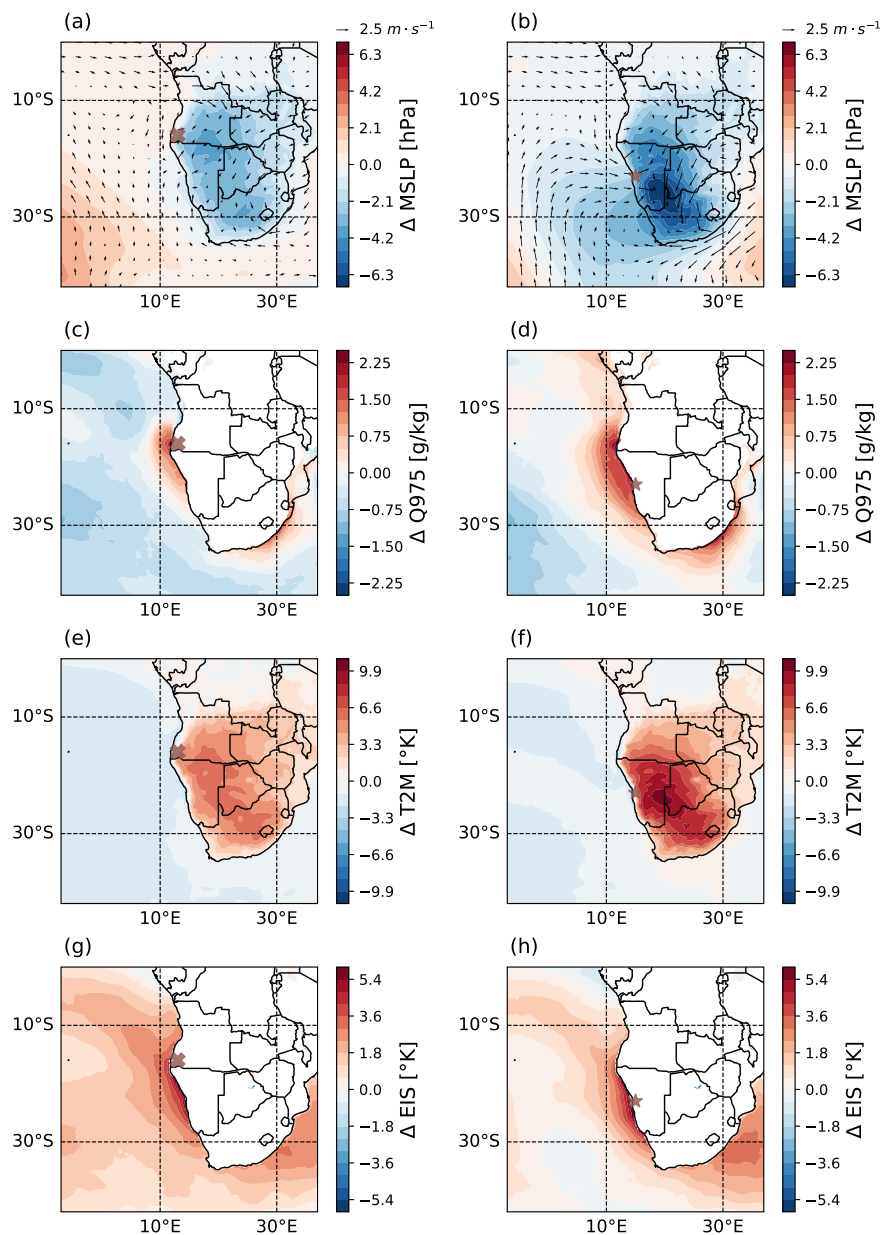 (a)
2.5 m · s⁻¹
(b)
2.5 m · s⁻¹
10°S
30°S
10°E
30°E
6.3
4.2
2.1
0.0
−2.1
−4.2
−6.3
Δ MSLP [hPa]
10°E
30°E
6.3
4.2
2.1
0.0
−2.1
−4.2
−6.3
Δ MSLP [hPa]
(c)
(d)
10°S
30°S
10°E
30°E
2.25
1.50
0.75
0.00
−0.75
−1.50
−2.25
Δ Q975 [g/kg]
10°E
30°E
2.25
1.50
0.75
0.00
−0.75
−1.50
−2.25
Δ Q975 [g/kg]
(e)
(f)
10°S
30°S
10°E
30°E
9.9
6.6
3.3
0.0
−3.3
−6.6
−9.9
Δ T2M [°K]
10°E
30°E
9.9
6.6
3.3
0.0
−3.3
−6.6
−9.9
Δ T2M [°K]
(g)
(h)
10°S
30°S
10°E
30°E
5.4
3.6
1.8
0.0
−1.8
−3.6
−5.4
Δ EIS [°K]
10°E
30°E
5.4
3.6
1.8
0.0
−1.8
−3.6
−5.4
Δ EIS [°K]